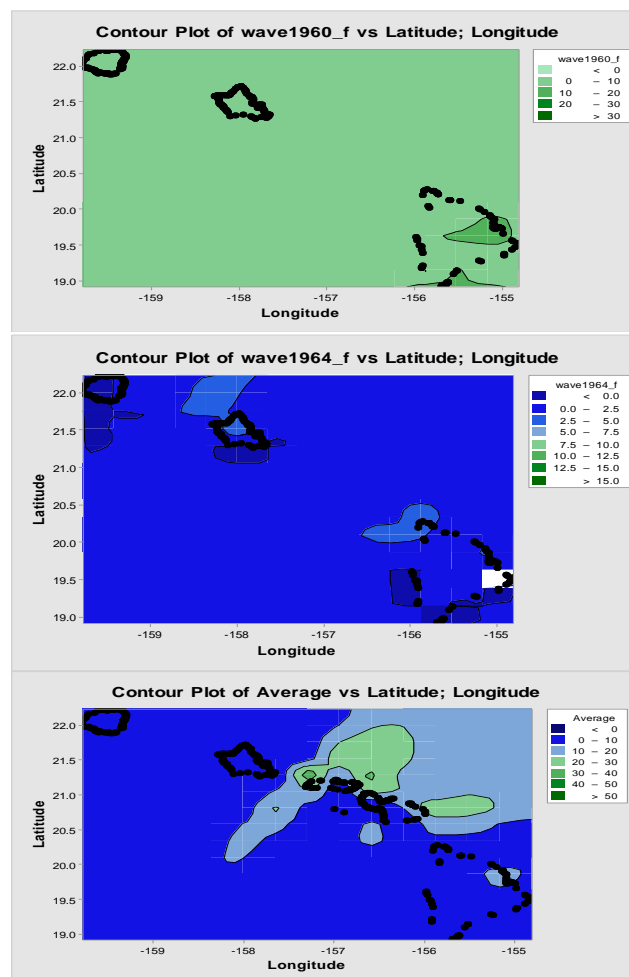 Contour Plot of wave1960_f vs Latitude; Longitude
wave1960_f
< 0
0 – 10
10 – 20
20 – 30
> 30
Latitude
22.0
21.5
21.0
20.5
20.0
19.5
19.0
-159 -158 -157 -156 -155
Longitude
Contour Plot of wave1964_f vs Latitude; Longitude
wave1964_f
< 0.0
0.0 – 2.5
2.5 – 5.0
5.0 – 7.5
7.5 – 10.0
10.0 – 12.5
12.5 – 15.0
> 15.0
Latitude
22.0
21.5
21.0
20.5
20.0
19.5
19.0
-159 -158 -157 -156 -155
Longitude
Contour Plot of Average vs Latitude; Longitude
Average
< 0
0 – 10
10 – 20
20 – 30
30 – 40
40 – 50
> 50
Latitude
22.0
21.5
21.0
20.5
20.0
19.5
19.0
-159 -158 -157 -156 -155
Longitude